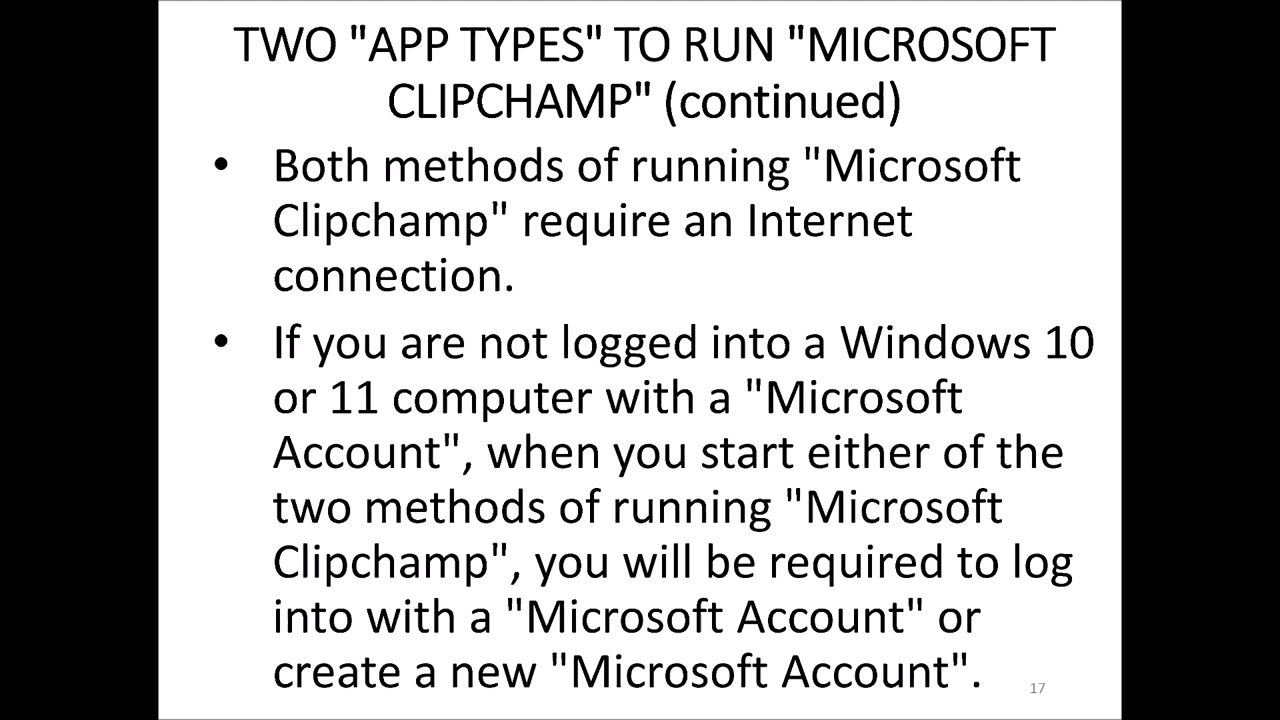 TWO "APP TYPES" TO RUN "MICROSOFT
CLIPCHAMP" (continued)
• Both methods of running "Microsoft
Clipchamp" require an Internet
connection.
• If you are not logged into a Windows 10
or 11 computer with a "Microsoft
Account", when you start either of the
two methods of running "Microsoft
Clipchamp", you will be required to log
into with a "Microsoft Account" or
create a new "Microsoft Account".
17